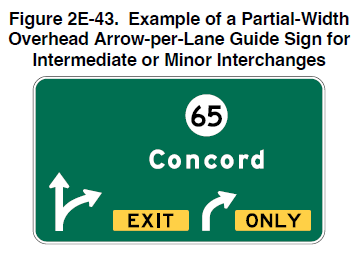 Figure 2E-43. Example of a Partial-Width
Overhead Arrow-per-Lane Guide Sign for
Intermediate or Minor Interchanges
65
Concord
EXIT ONLY